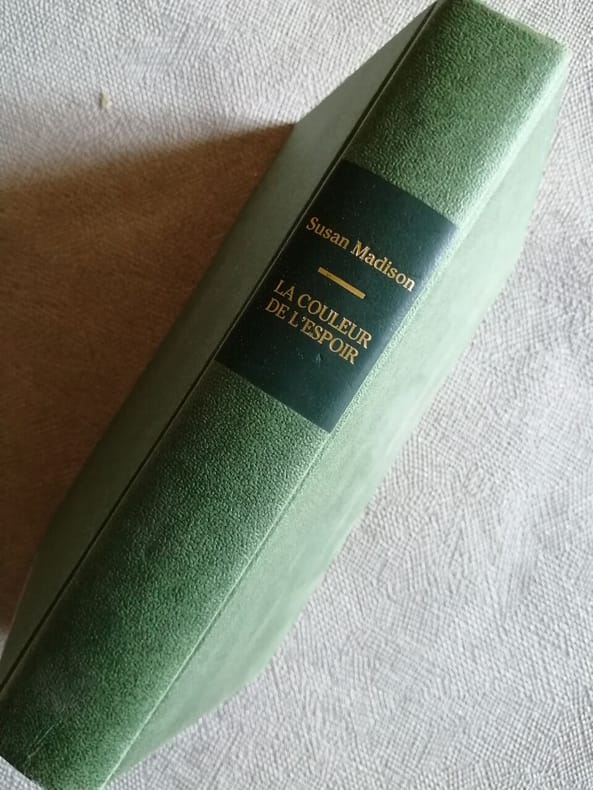 Susan Madison
LA COULEUR
DE L'ESPOIR